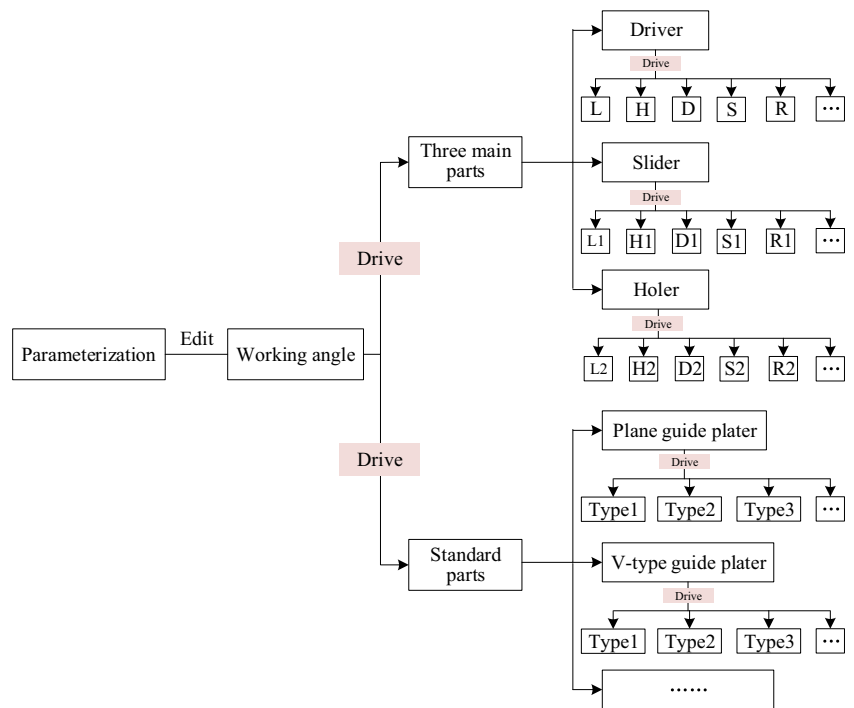 Driver
Drive
L H D S R ...
Three main
parts
Slider
Drive
L1 H1 D1 S1 R1 ...
Drive
Holer
Drive
L2 H2 D2 S2 R2 ...
Parameterization
Edit
Working angle
Plane guide plater
Drive
Drive
Type1 Type2 Type3 ...
Standard
parts
V-type guide plater
Drive
Type1 Type2 Type3 ...
······